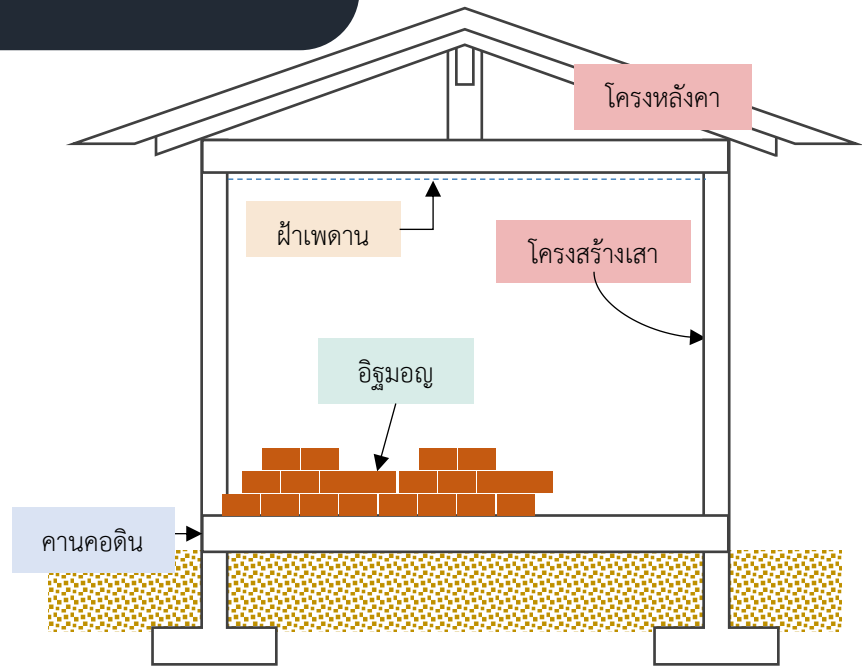 โครงหลังคา
ฝ้าเพดาน
โครงสร้างเสา
อิฐมอญ
คานคอดิน